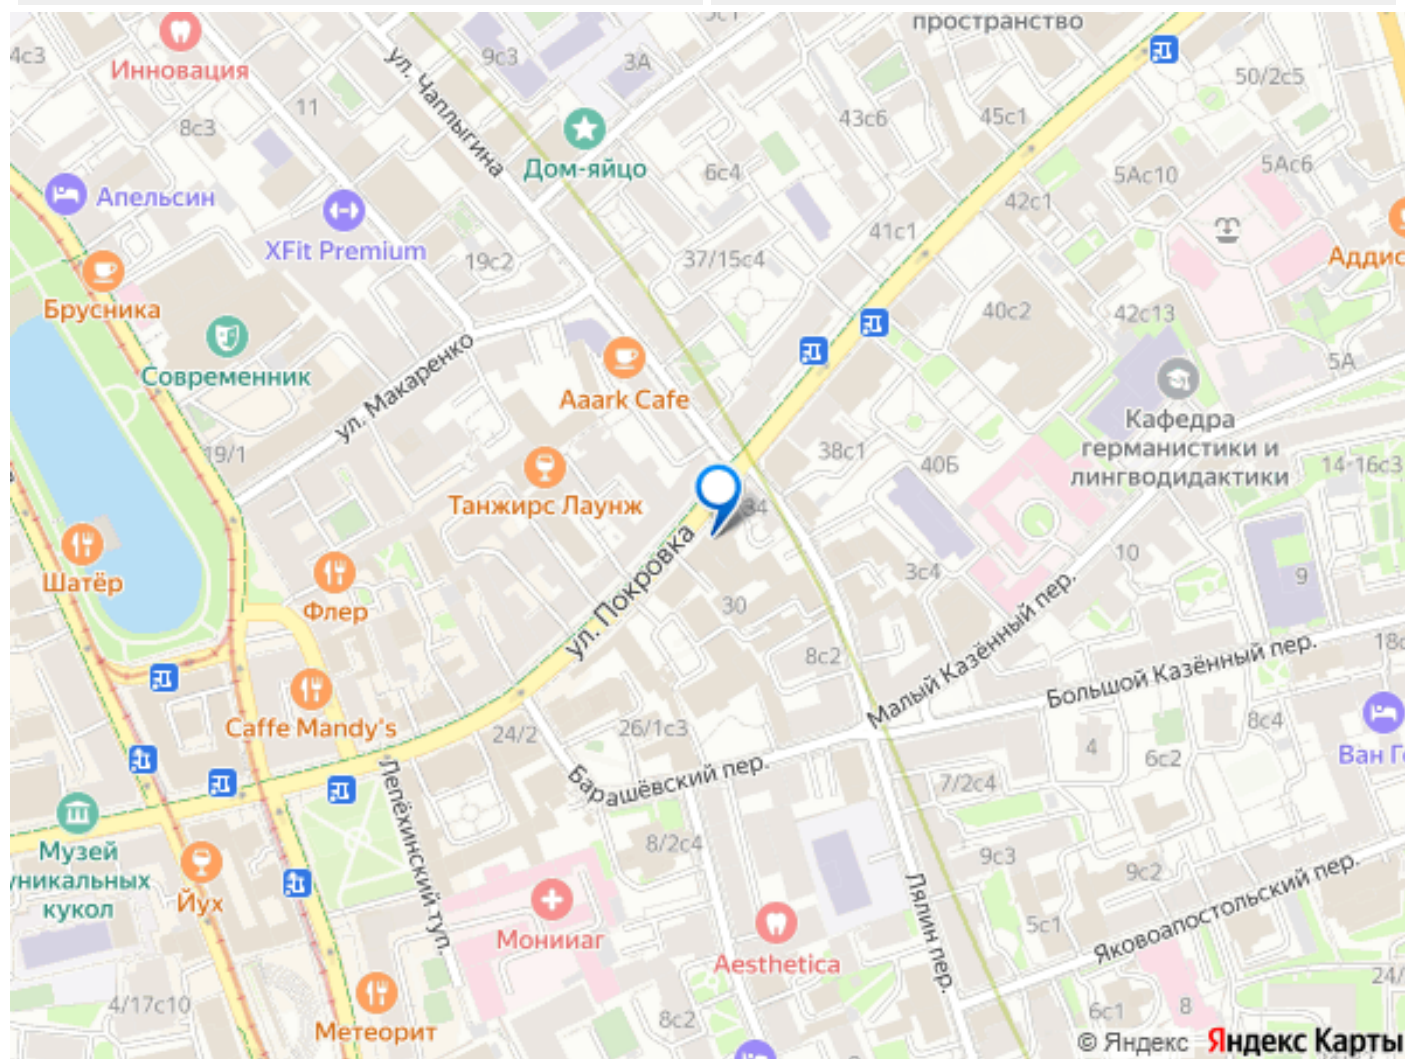 пространство
4с3
Инновация
9с3
3А
50/2с5
11
8с3
ул. Чаплыгина
43с6
45с1
Дом-яйцо
6с4
5Ас10
5Ас6
Апельсин
42с1
XFit Premium
19с2
37/15с4
41с1
Аддис
Брусника
40с2
42с13
Современник
ул. Макаренко
Aaark Cafe
5А
Кафедра
германистики и
лингводидактики
19/1
38с1
40Б
14-16с3
Танжирс Лаунж
34
Шатёр
Флер
ул. Покровка
30
3с4
10
9
8с2
Малый Казённый пер.
Большой Казённый пер.
18с
Caffe Mandy's
24/2
26/1с3
4
6с2
8с4
Ван Г
Барашёвский пер.
7/2с4
Лепёхинский туп.
Музей
уникальных
кукол
Йух
8/2с4
9с3
9с2
Лялин пер.
Яковоапостольский пер.
Мониияг
Aesthetica
5с1
4/17с10
Метеорит
8с2
6с1
8
24/
© Яндекс Яндекс Карты